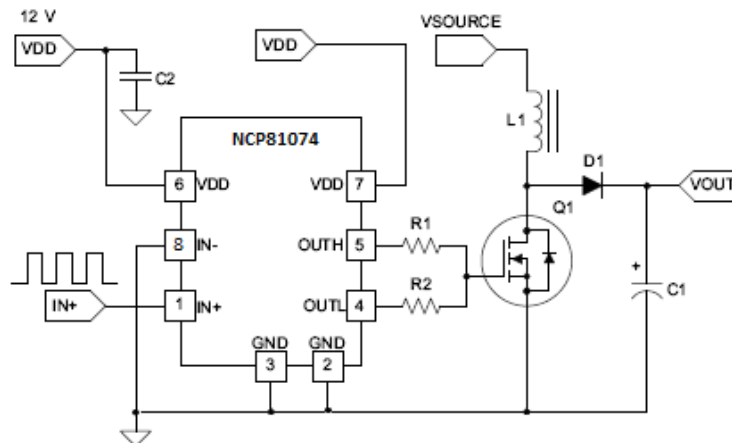 12 V
VDD
C2
VDD
VSOURCE
L1
NCP81074
D1
6 VDD
VDD 7
VOUT
Q1
R1
8 IN-
OUTH 5
R2
IN+
1 IN+
OUTL 4
+
C1
GND GND
3 2